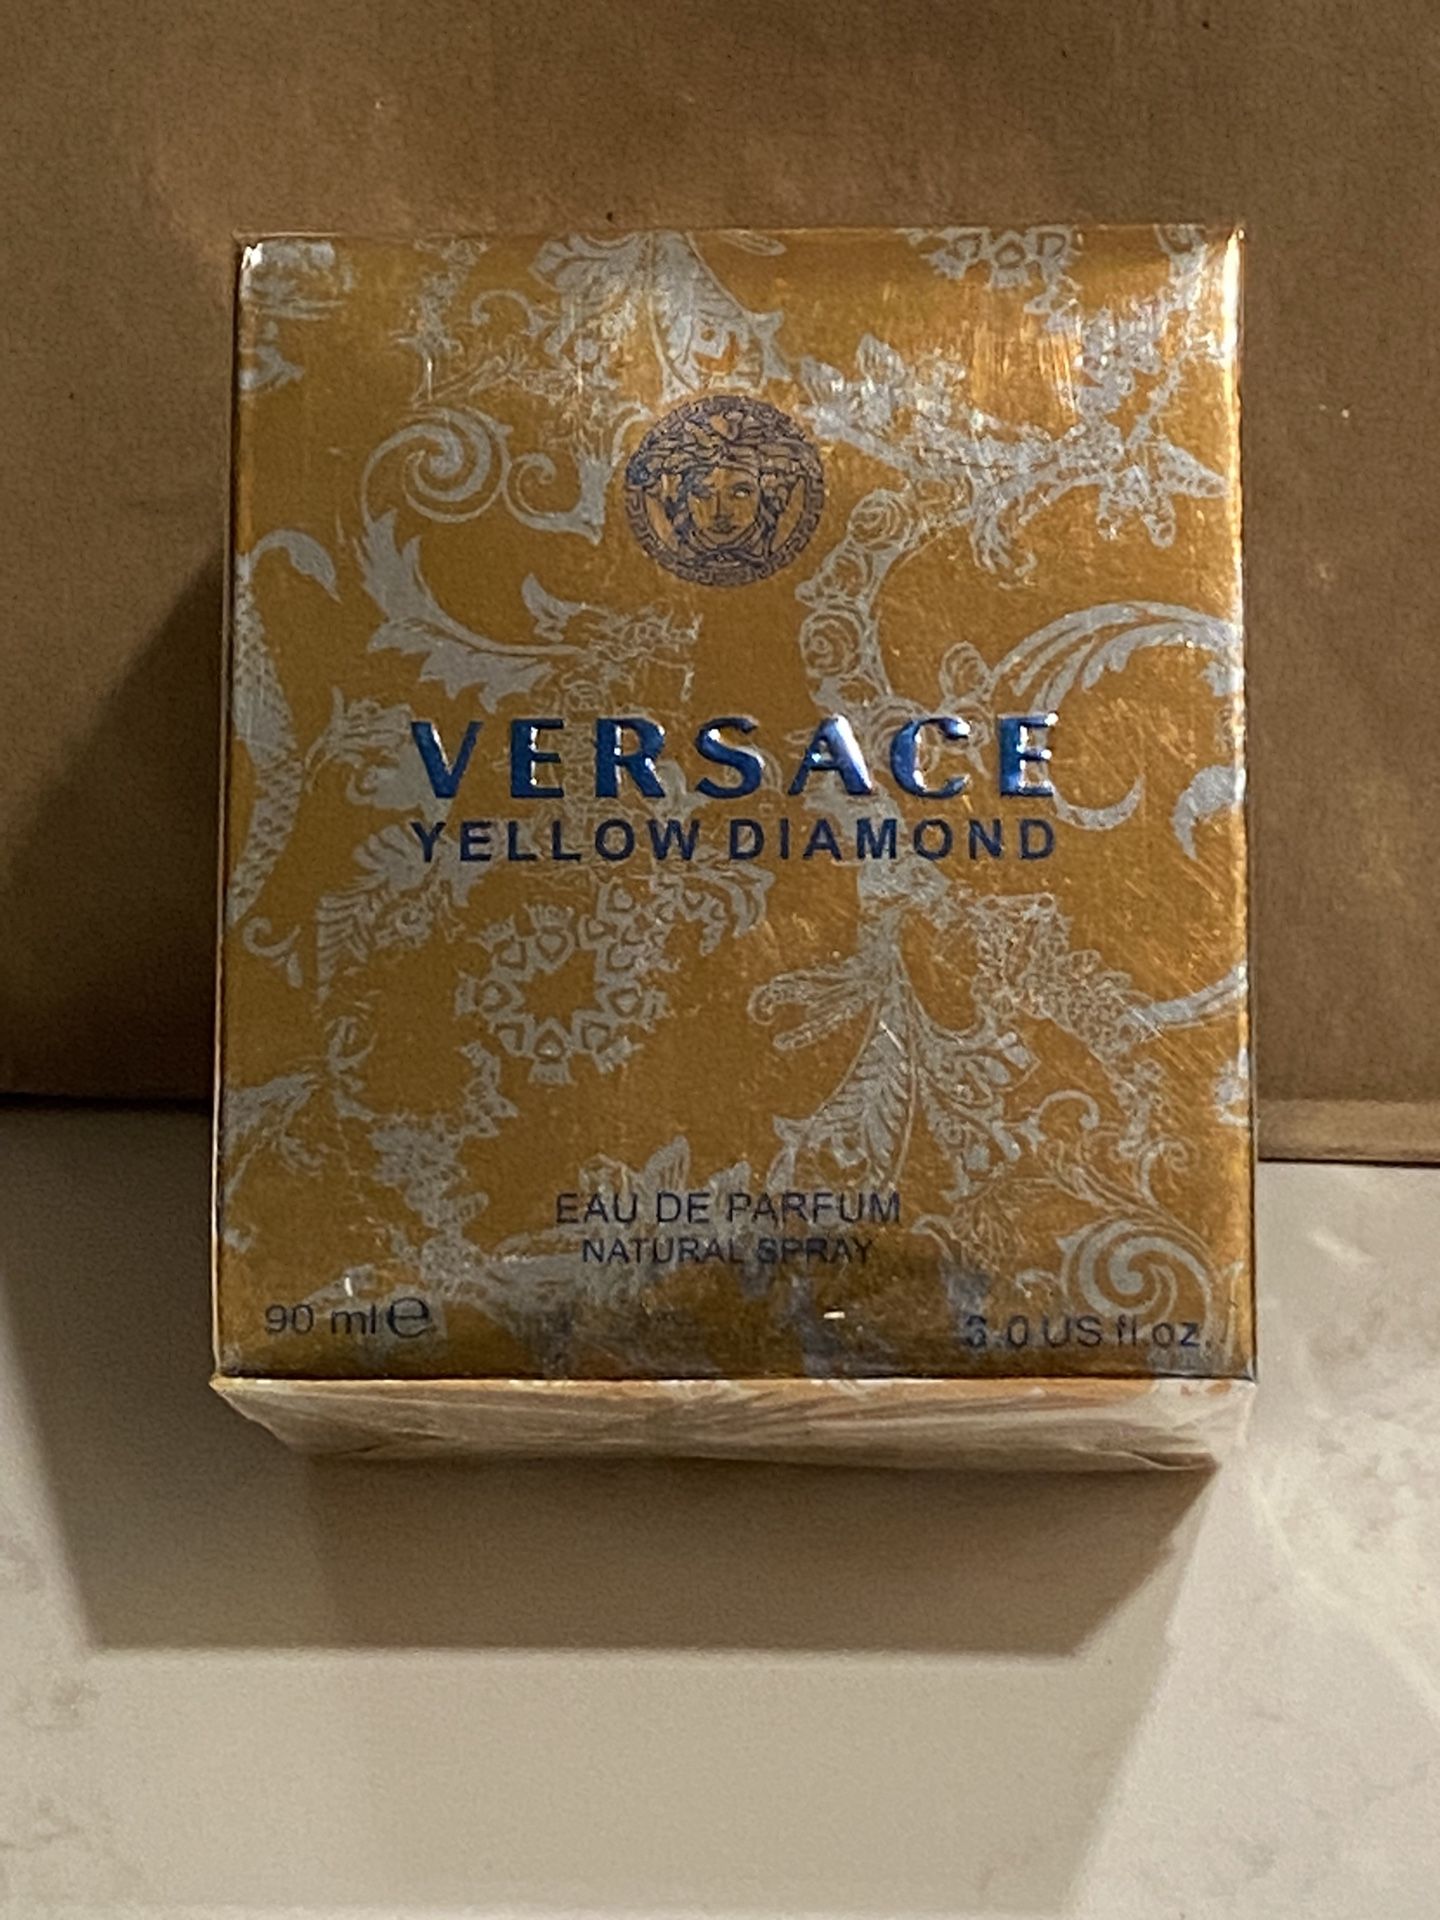 VERSACE
YELLOW DIAMOND
EAU DE PARFUM
NATURAL SPRAY
90 ml ℮
3.0 US fl.oz.